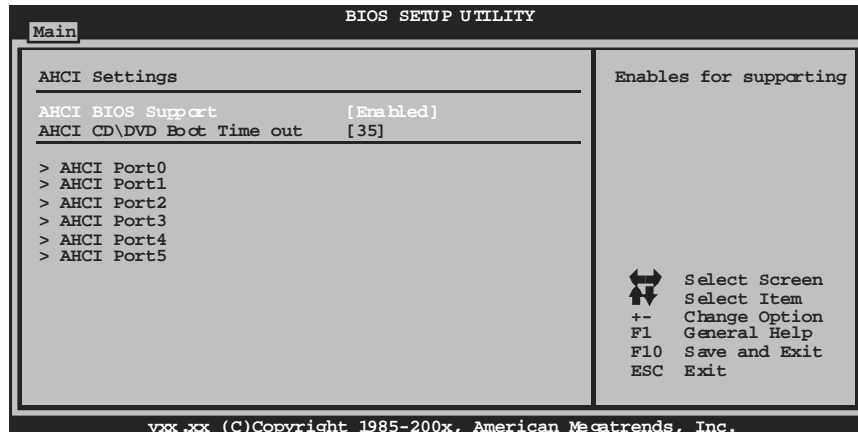 BIOS SETUP UTILITY
Main
AHCI Settings
AHCI BIOS Support [Enabled]
AHCI CD\DVD Boot Time out [35]
> AHCI Port0
> AHCI Port1
> AHCI Port2
> AHCI Port3
> AHCI Port4
> AHCI Port5
Enables for supporting
Select Screen
Select Item
+- Change Option
F1 General Help
F10 Save and Exit
ESC Exit
vxx.xx (C)Copyright 1985-200x, American Megatrends, Inc.